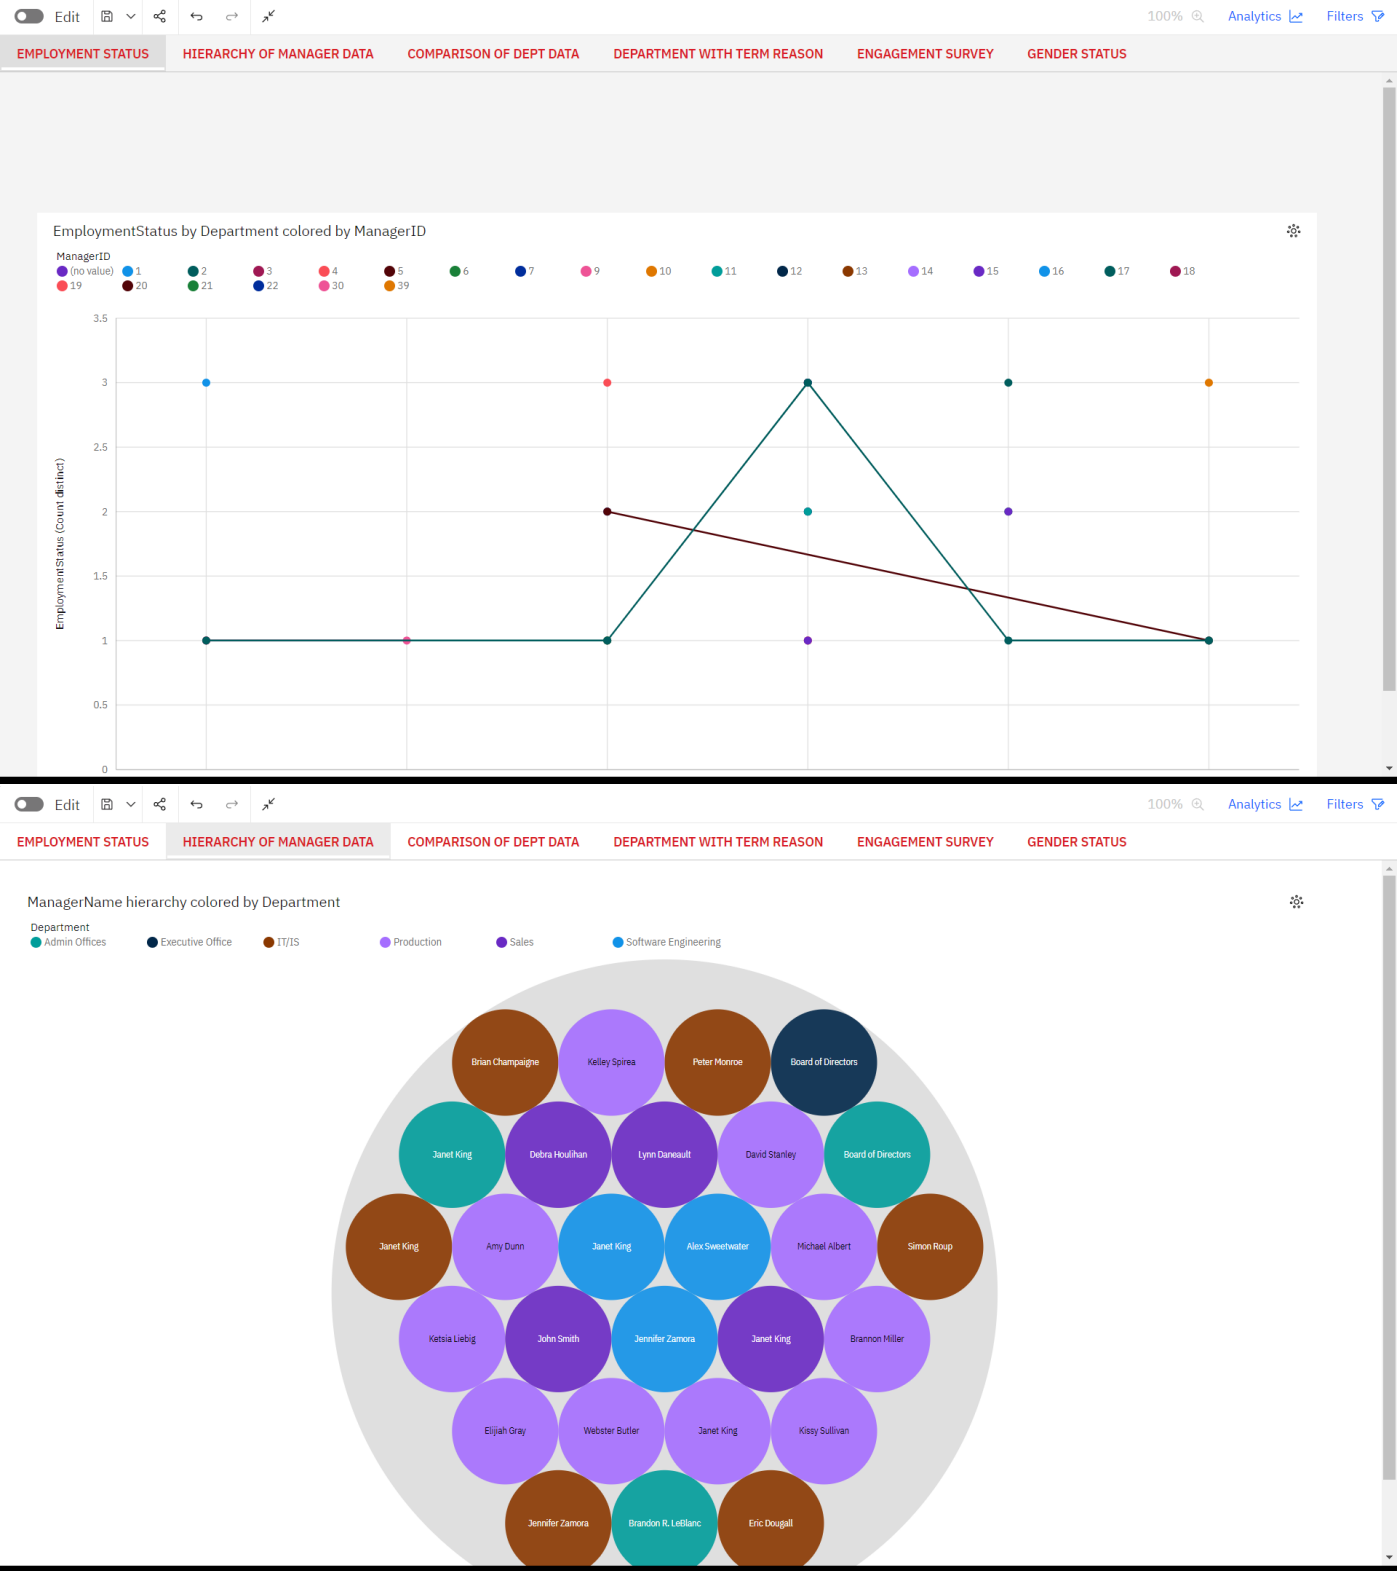 Edit 100% Analytics Filters
EMPLOYMENT STATUS HIERARCHY OF MANAGER DATA COMPARISON OF DEPT DATA DEPARTMENT WITH TERM REASON ENGAGEMENT SURVEY GENDER STATUS
EmploymentStatus by Department colored by ManagerID
ManagerID
(no value) 1 2 3 4 5 6 7 9 10 11 12 13 14 15 16 17 18
19 20 21 22 30 39
3.5
3
2.5
2
1.5
1
0.5
0
EmploymentStatus (Count distinct)
Edit 100% Analytics Filters
EMPLOYMENT STATUS HIERARCHY OF MANAGER DATA COMPARISON OF DEPT DATA DEPARTMENT WITH TERM REASON ENGAGEMENT SURVEY GENDER STATUS
ManagerName hierarchy colored by Department
Department
Admin Offices Executive Office IT/IS Production Sales Software Engineering
Brian Champaigne Kelley Spirea Peter Monroe Board of Directors
Janet King Debra Houlihan Lynn Daneault David Stanley Board of Directors
Janet King Amy Dunn Janet King Alex Sweetwater Michael Albert Simon Roup
Ketsia Liebig John Smith Jennifer Zamora Janet King Brannon Miller
Elijiah Gray Webster Butler Janet King Kissy Sullivan
Jennifer Zamora Brandon R. LeBlanc Eric Dougall